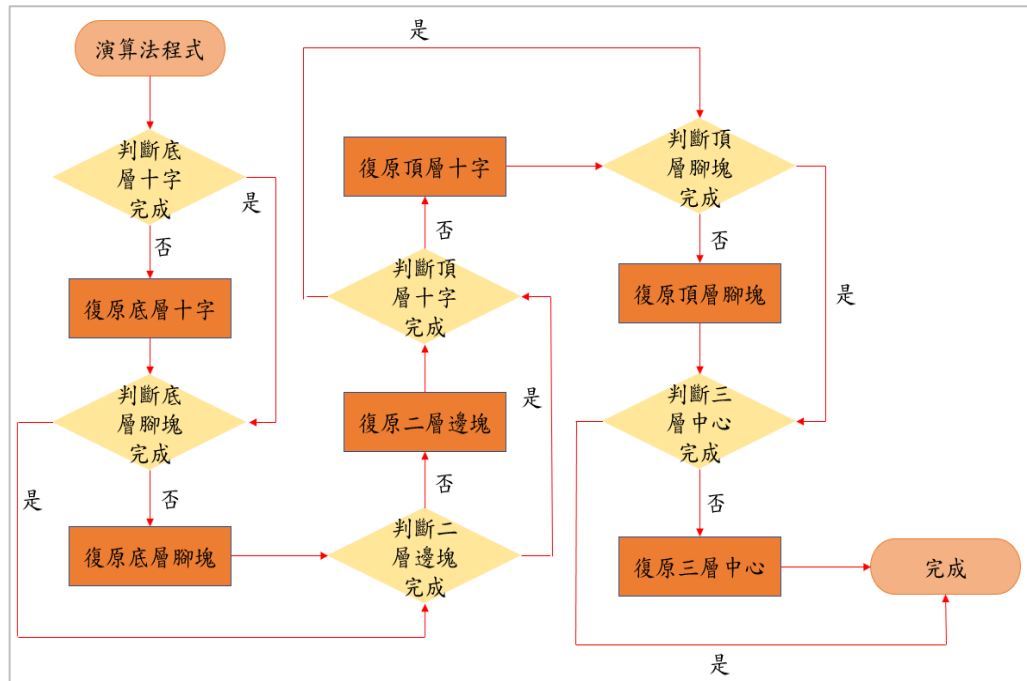 演算法程式
判斷底
層十字
完成
是
否
復原底層十字
判斷底
層腳塊
完成
是
否
復原底層腳塊
判斷二
層邊塊
完成
否
是
復原二層邊塊
判斷頂
層十字
完成
否
是
復原頂層十字
判斷頂
層腳塊
完成
否
是
復原頂層腳塊
判斷三
層中心
完成
否
是
復原三層中心
完成